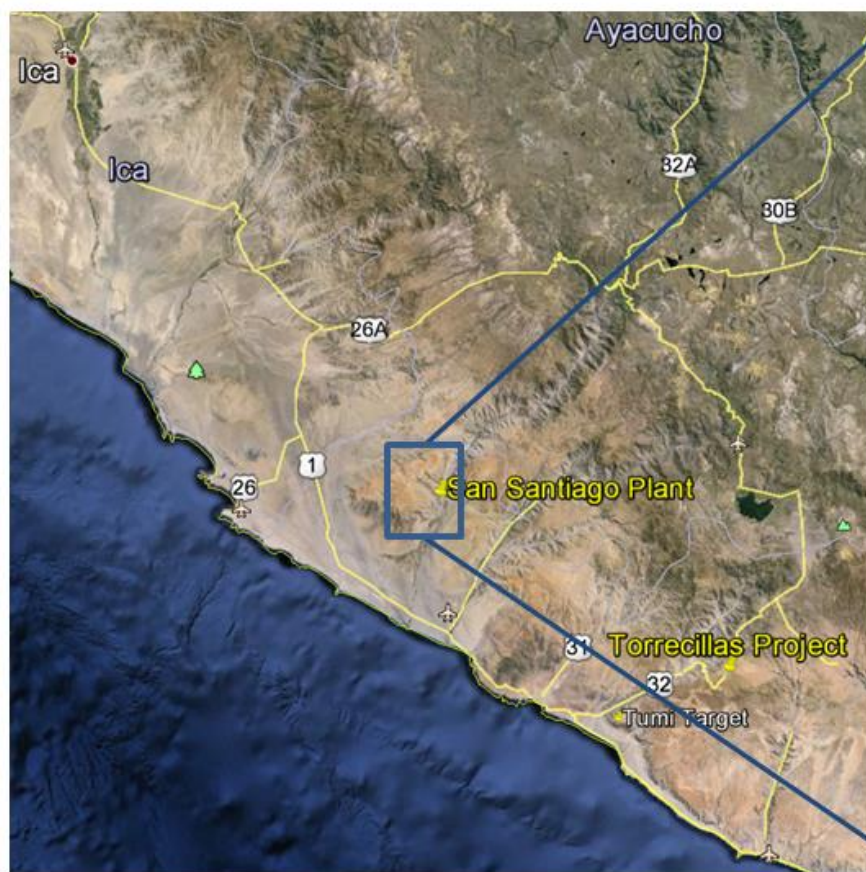 Ayacucho
Ica
Ica
32A
30B
26A
1
26
San Santiago Plant
31
Torrecillas Project
32
Tumi Target